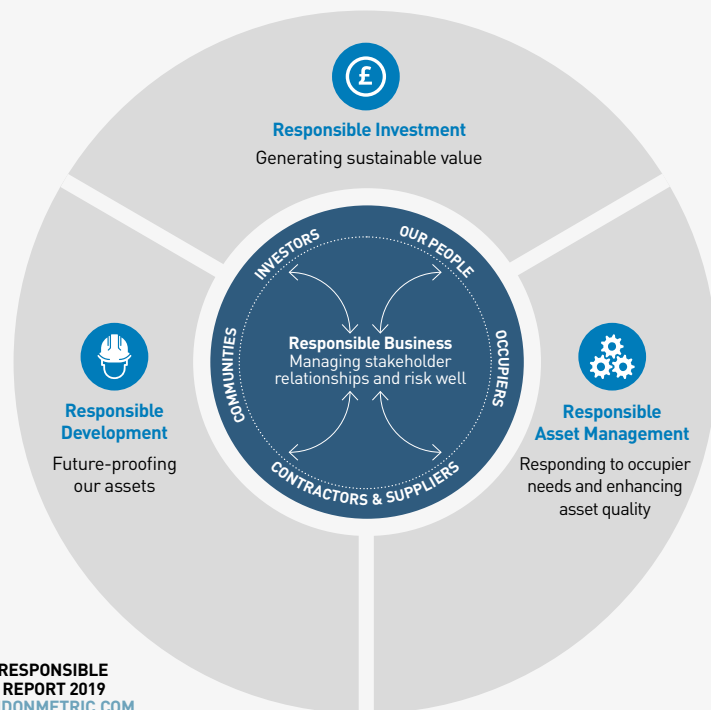 £
Responsible Investment
Generating sustainable value
INVESTORS
OUR PEOPLE
COMMUNITIES
OCCUPIERS
Responsible Business
Managing stakeholder
relationships and risk well
CONTRACTORS & SUPPLIERS
Responsible
Development
Future-proofing
our assets
Responsible
Asset Management
Responding to occupier
needs and enhancing
asset quality
RESPONSIBLE
REPORT 2019
DONMETRIC.COM